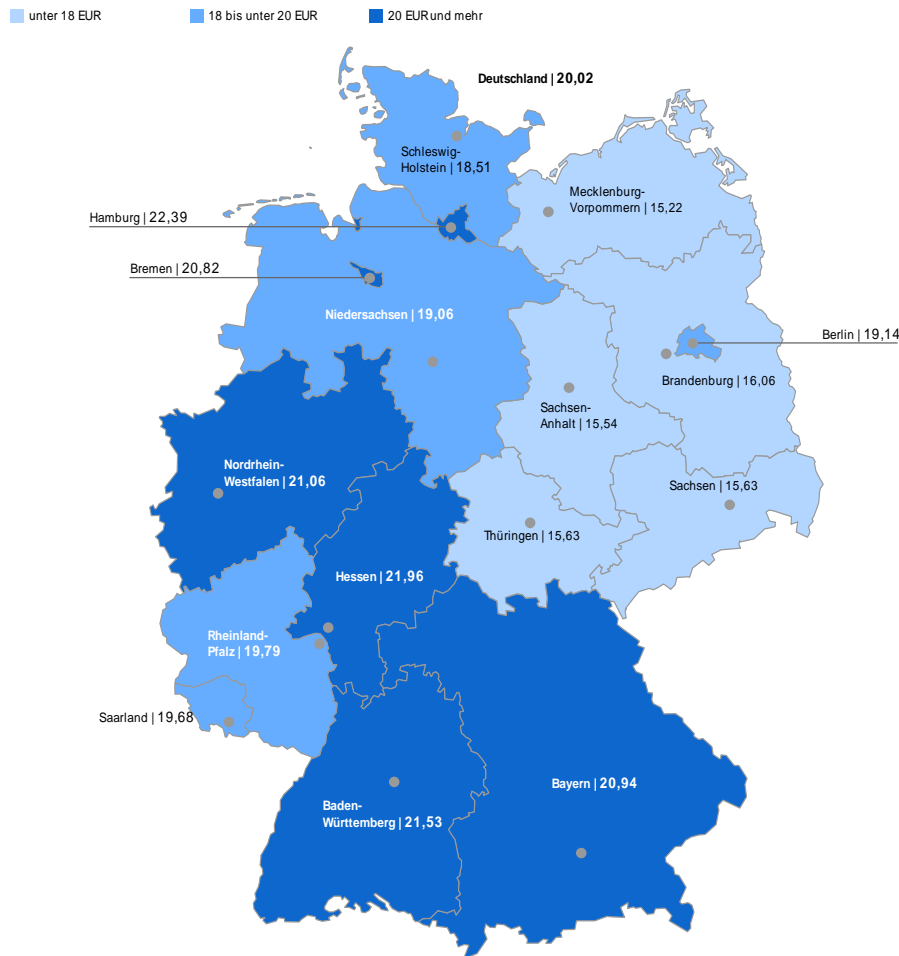 unter 18 EUR
18 bis unter 20 EUR
20 EUR und mehr
Deutschland | 20,02
Schleswig-
Holstein | 18,51
Mecklenburg-
Vorpommern | 15,22
Hamburg | 22,39
Bremen | 20,82
Niedersachsen | 19,06
Berlin | 19,14
Brandenburg | 16,06
Sachsen-
Anhalt | 15,54
Nordrhein-
Westfalen | 21,06
Sachsen | 15,63
Thüringen | 15,63
Hessen | 21,96
Rheinland-
Pfalz | 19,79
Saarland | 19,68
Bayern | 20,94
Baden-
Württemberg | 21,53